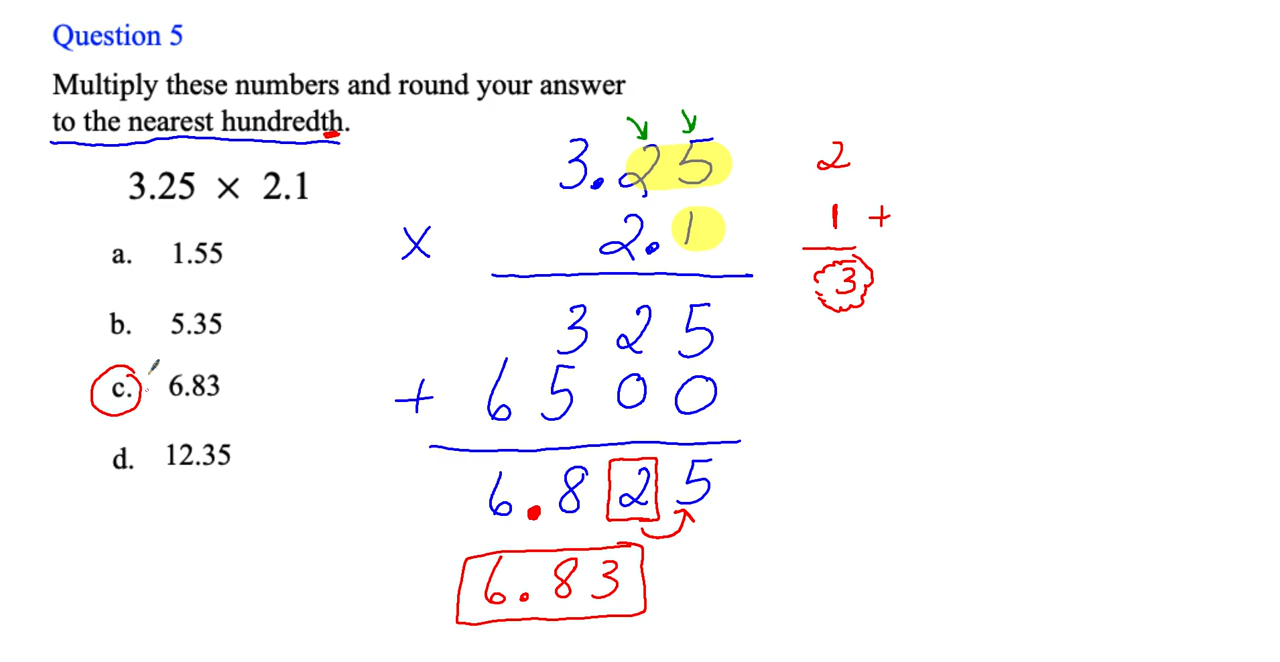 Question 5
Multiply these numbers and round your answer
to the nearest hundredth.
3.25 × 2.1
a. 1.55
b. 5.35
c. 6.83
d. 12.35
3.25
× 2.1
325
+ 6500
6.825
6.83
2
1 +
3